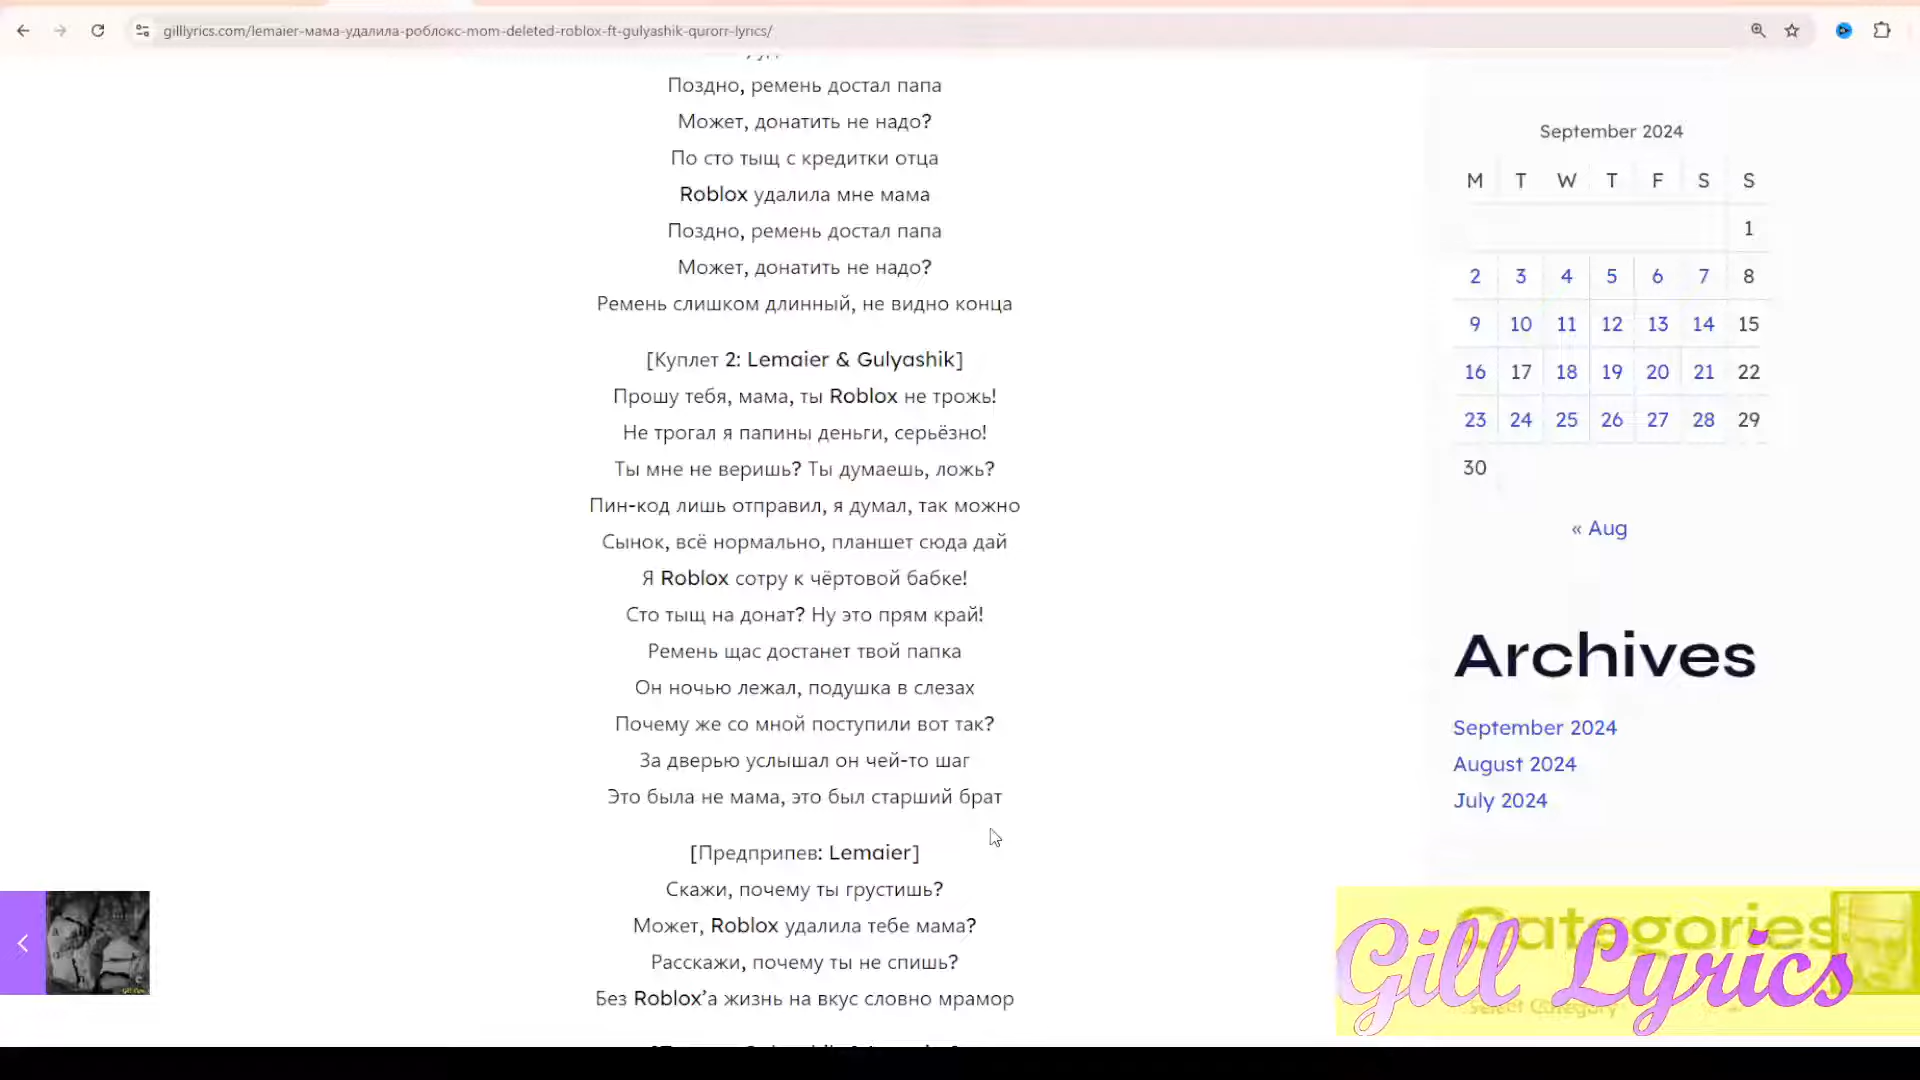 gilllyrics.com/lemaier-мама-удалила-роблокс-mom-deleted-roblox-ft-gulyashik-qurorr-lyrics/
Поздно, ремень достал папа
Может, донатить не надо?
По сто тыщ с кредитки отца
Roblox удалила мне мама
Поздно, ремень достал папа
Может, донатить не надо?
Ремень слишком длинный, не видно конца
[Куплет 2: Lemaier & Gulyashik]
Прошу тебя, мама, ты Roblox не трожь!
Не трогал я папины деньги, серьёзно!
Ты мне не веришь? Ты думаешь, ложь?
Пин-код лишь отправил, я думал, так можно
Сынок, всё нормально, планшет сюда дай
Я Roblox сотру к чёртовой бабке!
Сто тыщ на донат? Ну это прям край!
Ремень щас достанет твой папка
Он ночью лежал, подушка в слезах
Почему же со мной поступили вот так?
За дверью услышал он чей-то шаг
Это была не мама, это был старший брат
[Предприпев: Lemaier]
Скажи, почему ты грустишь?
Может, Roblox удалила тебе мама?
Расскажи, почему ты не спишь?
Без Roblox’а жизнь на вкус словно мрамор
September 2024
M T W T F S S
1
2 3 4 5 6 7 8
9 10 11 12 13 14 15
16 17 18 19 20 21 22
23 24 25 26 27 28 29
30
« Aug
Archives
September 2024
August 2024
July 2024
Categories
Select Category
Gill Lyrics